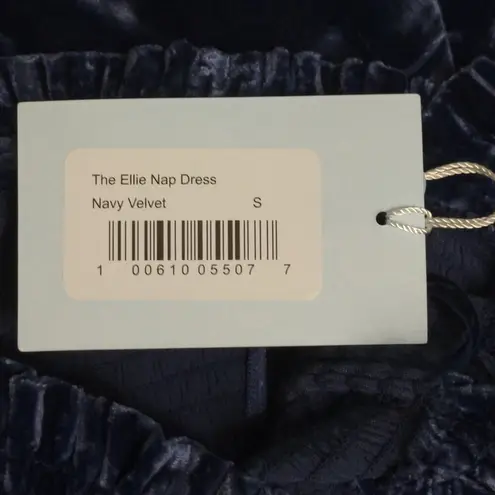 The Ellie Nap Dress
Navy Velvet S
1 00610 05507 7